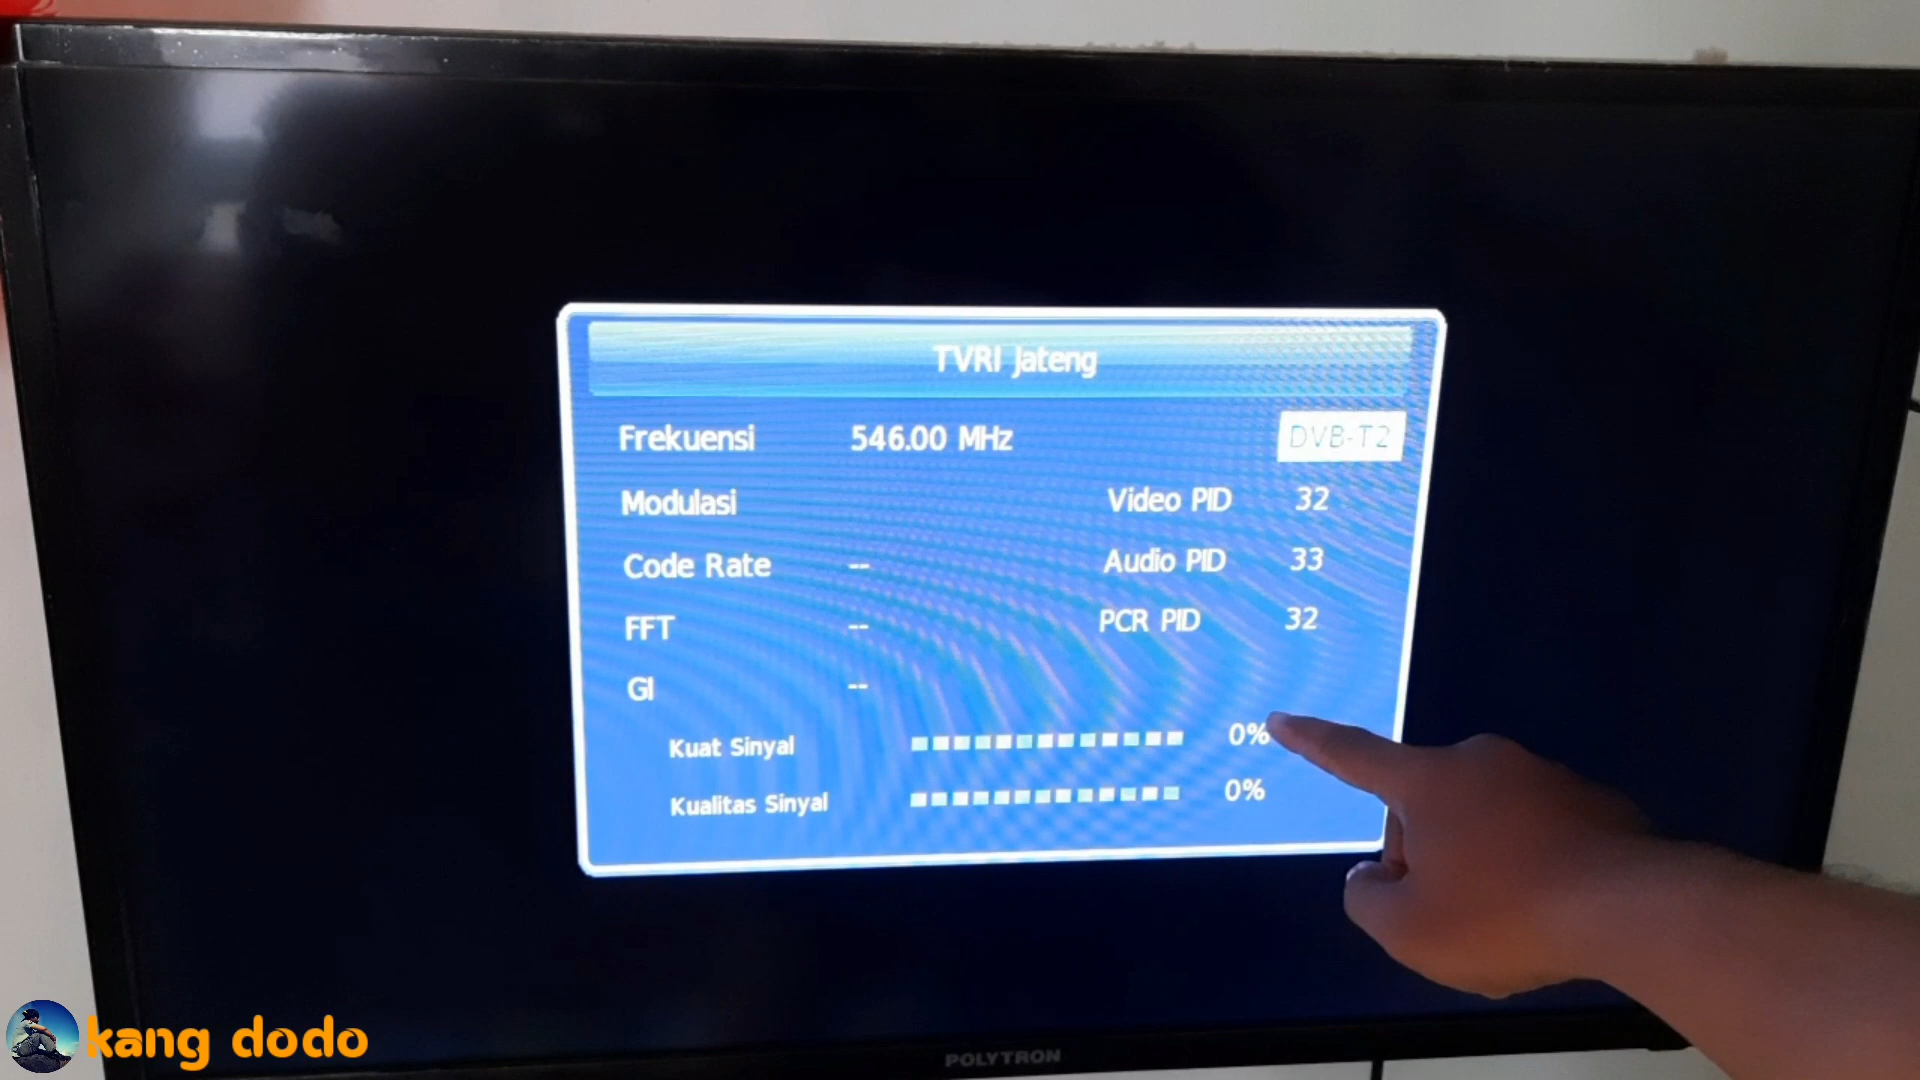 TVRI Jateng
Frekuensi 546.00 MHz DVB-T2
Modulasi Video PID 32
Code Rate -- Audio PID 33
FFT -- PCR PID 32
GI --
Kuat Sinyal 0%
Kualitas Sinyal 0%
kang dodo
POLYTRON